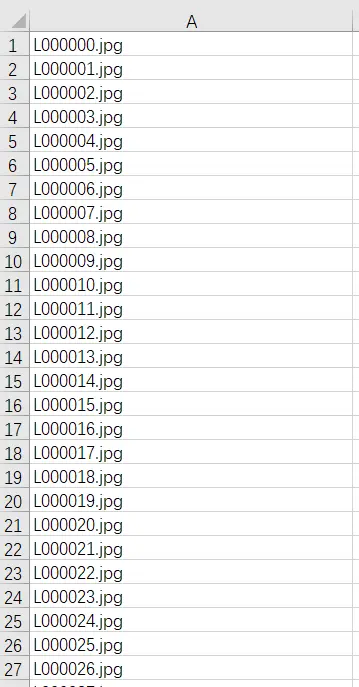 A
1 L000000.jpg
2 L000001.jpg
3 L000002.jpg
4 L000003.jpg
5 L000004.jpg
6 L000005.jpg
7 L000006.jpg
8 L000007.jpg
9 L000008.jpg
10 L000009.jpg
11 L000010.jpg
12 L000011.jpg
13 L000012.jpg
14 L000013.jpg
15 L000014.jpg
16 L000015.jpg
17 L000016.jpg
18 L000017.jpg
19 L000018.jpg
20 L000019.jpg
21 L000020.jpg
22 L000021.jpg
23 L000022.jpg
24 L000023.jpg
25 L000024.jpg
26 L000025.jpg
27 L000026.jpg